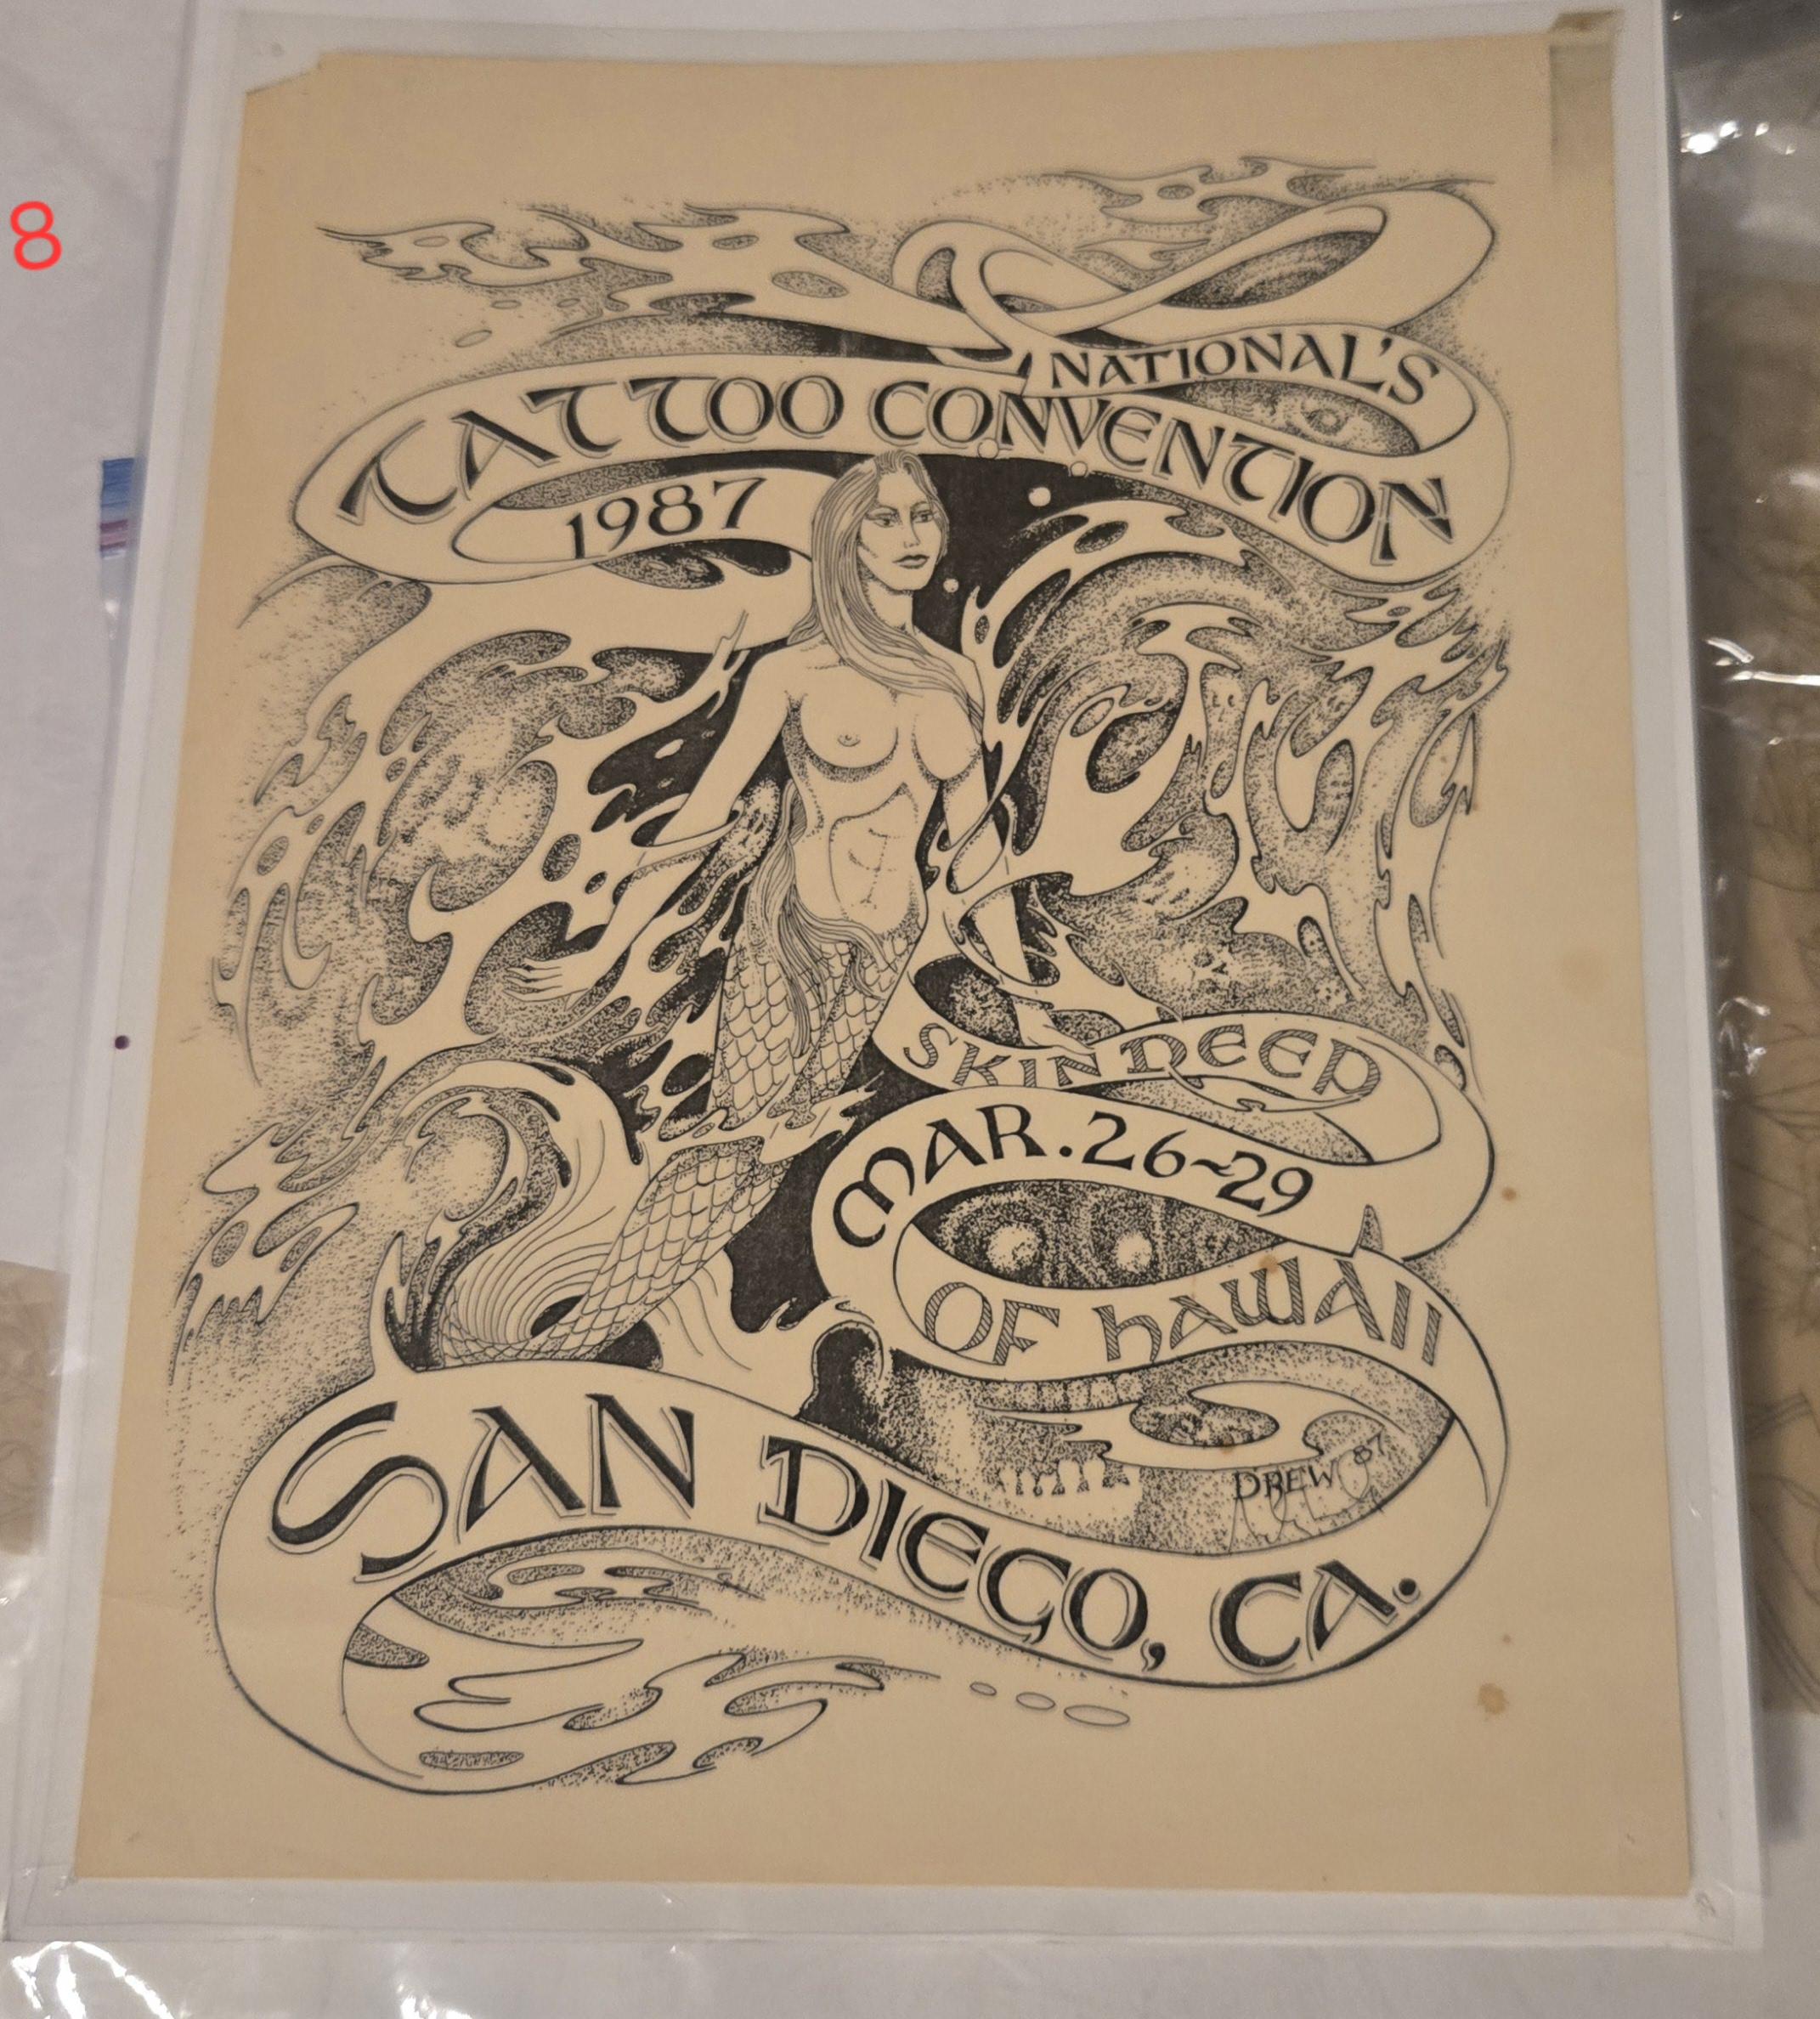 8
NATIONAL'S
TATTOO CONVENTION
1987
SKIN DEEP
MAR. 26~29
OF HAWAII
DREW 87
SAN DIEGO, CA.